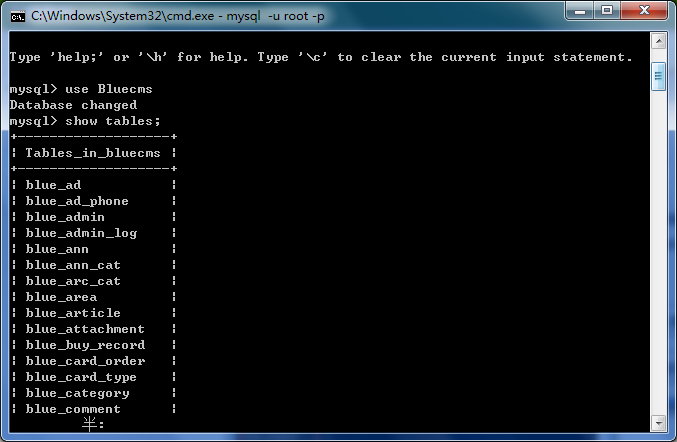 C:\Windows\System32\cmd.exe - mysql  -u root -p
Type 'help;' or '\h' for help. Type '\c' to clear the current input statement.
mysql> use Bluecms
Database changed
mysql> show tables;
+-------------------+
| Tables_in_bluecms |
+-------------------+
| blue_ad           |
| blue_ad_phone     |
| blue_admin        |
| blue_admin_log    |
| blue_ann          |
| blue_ann_cat      |
| blue_arc_cat      |
| blue_area         |
| blue_article      |
| blue_attachment   |
| blue_buy_record   |
| blue_card_order   |
| blue_card_type    |
| blue_category     |
| blue_comment      |
半: